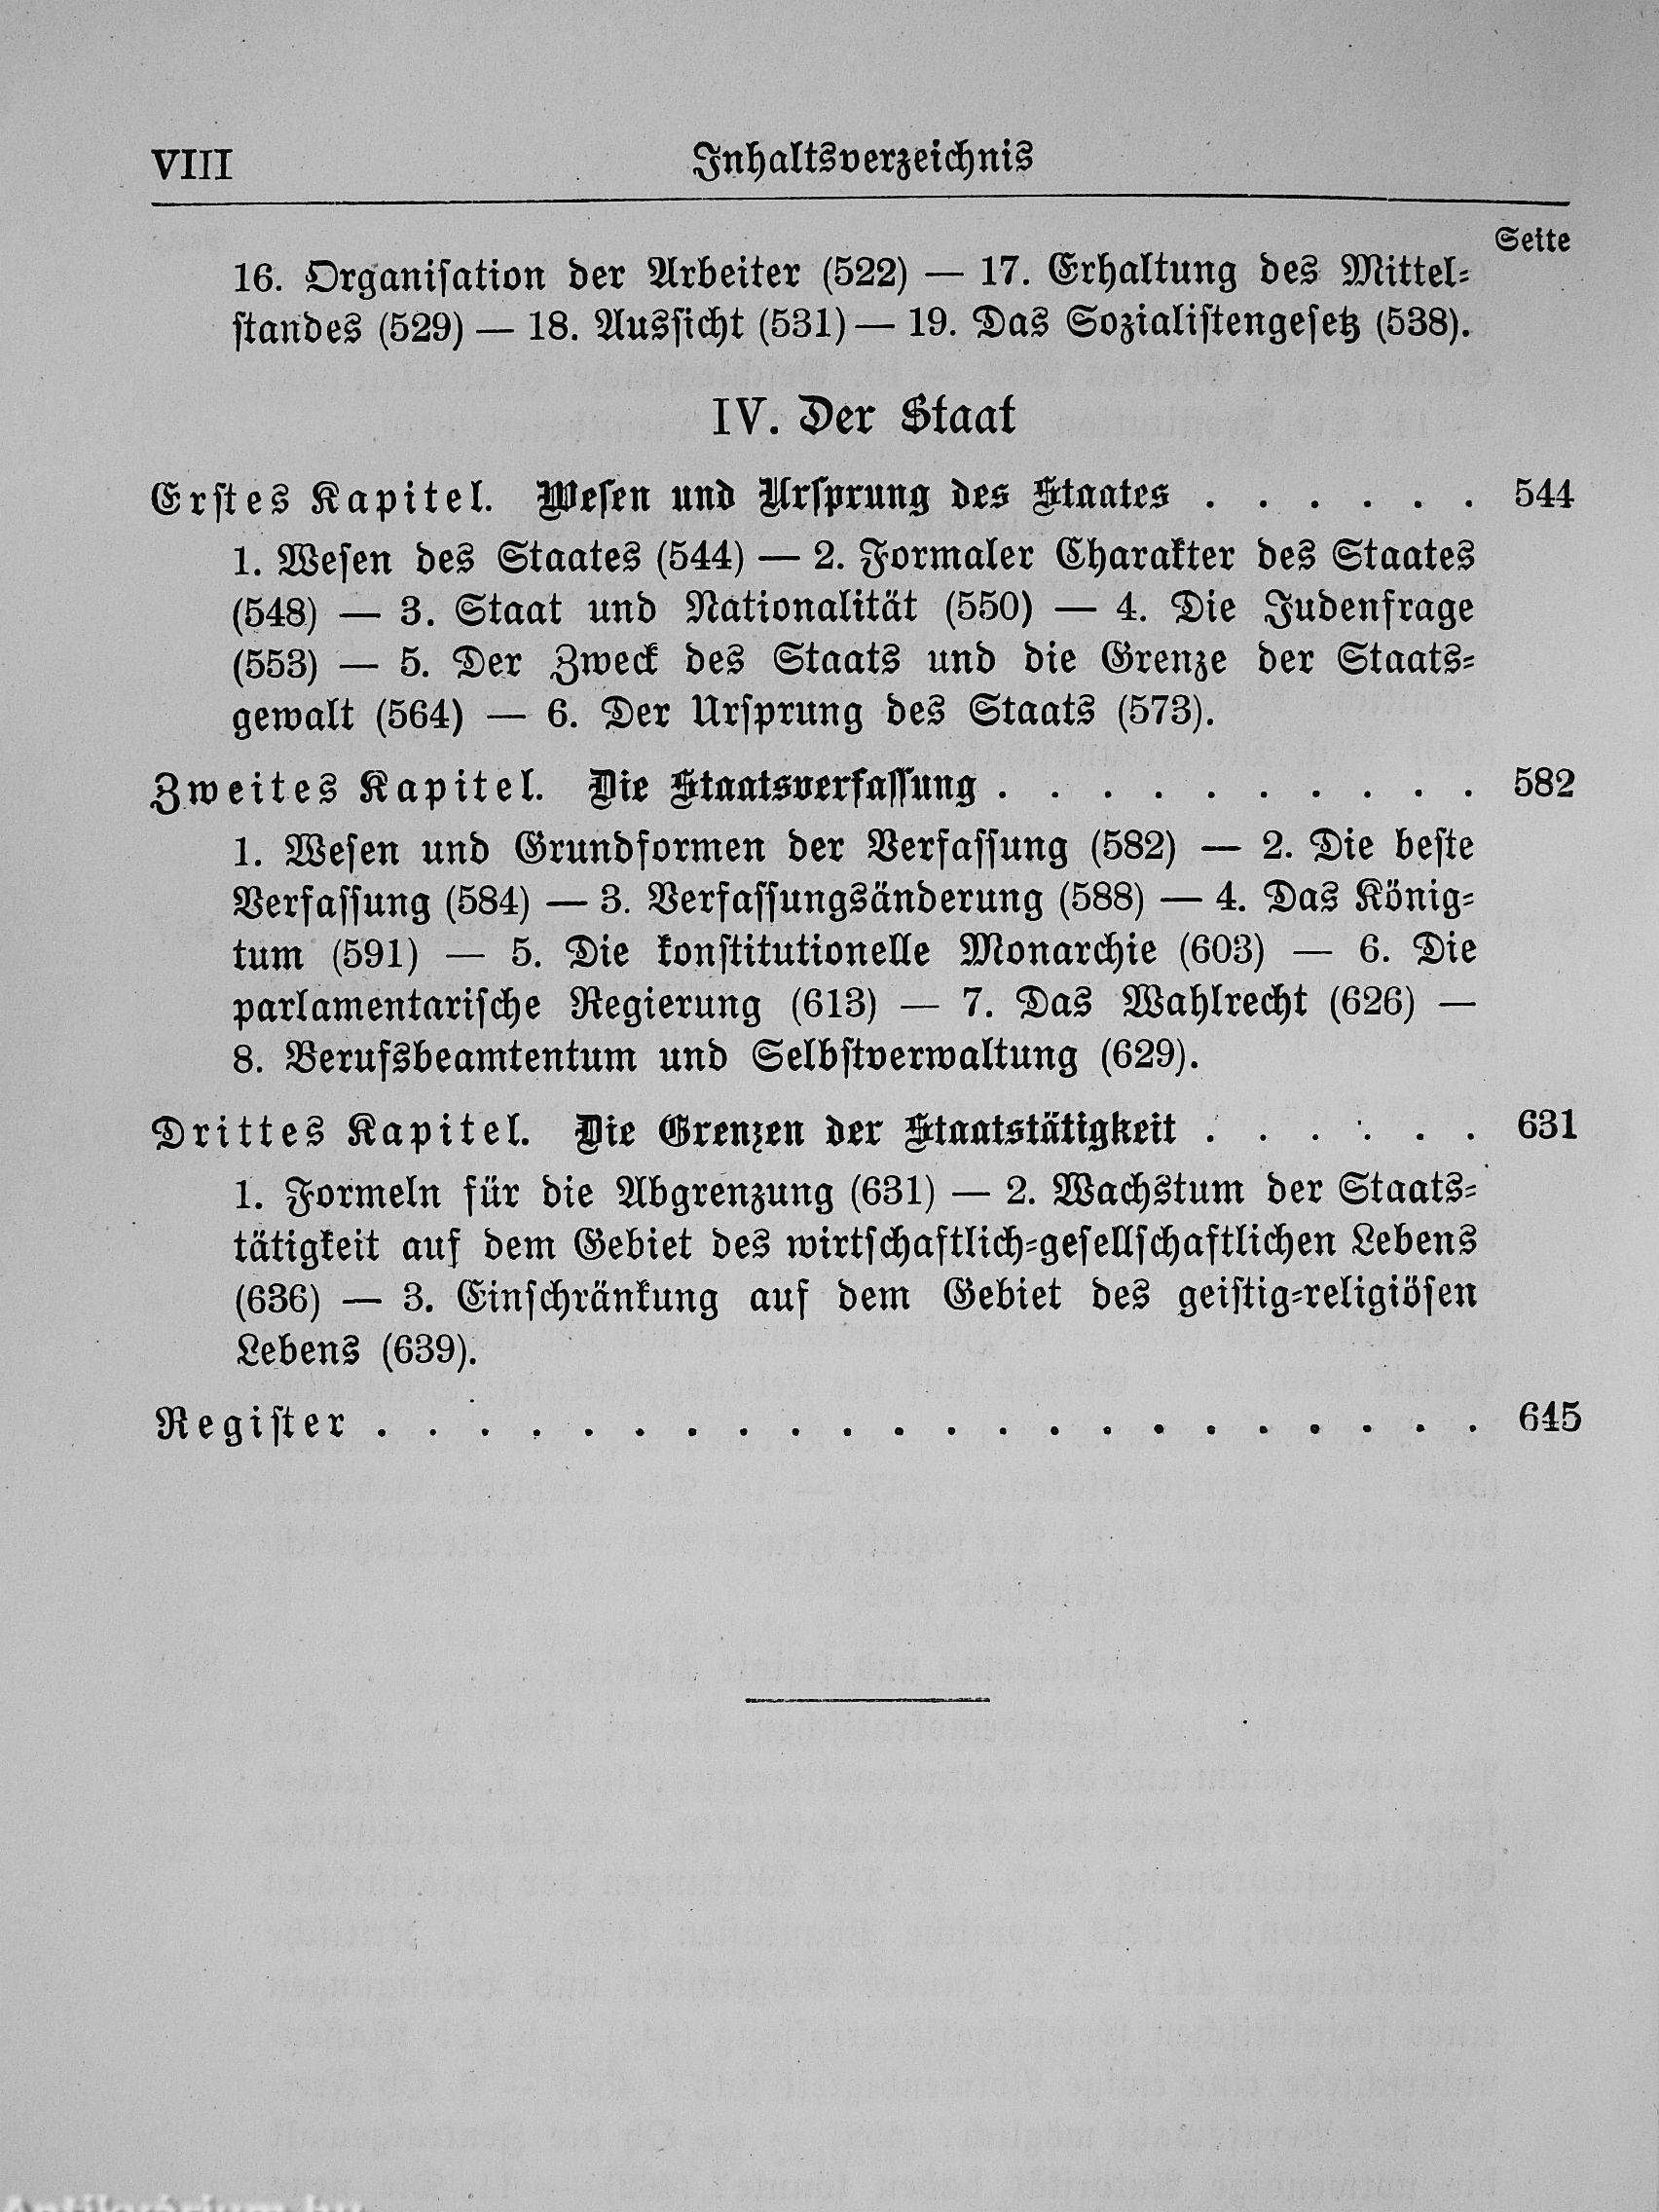 VIII Inhaltsverzeichnis
Seite
16. Organiſation der Arbeiter (522) — 17. Erhaltung des Mittel⸗
ſtandes (529) — 18. Ausſicht (531) — 19. Das Sozialiſtengeſetz (538).
IV. Der Staat
Erſtes Kapitel. Weſen und Urſprung des Staates . . . . . . 544
1. Weſen des Staates (544) — 2. Formaler Charakter des Staates
(548) — 3. Staat und Nationalität (550) — 4. Die Judenfrage
(553) — 5. Der Zweck des Staats und die Grenze der Staats⸗
gewalt (564) — 6. Der Urſprung des Staats (573).
Zweites Kapitel. Die Staatsverfaſſung . . . . . . . . . . 582
1. Weſen und Grundformen der Verfaſſung (582) — 2. Die beſte
Verfaſſung (584) — 3. Verfaſſungsänderung (588) — 4. Das König⸗
tum (591) — 5. Die konſtitutionelle Monarchie (603) — 6. Die
parlamentariſche Regierung (613) — 7. Das Wahlrecht (626) —
8. Berufsbeamtentum und Selbſtverwaltung (629).
Drittes Kapitel. Die Grenzen der Staatstätigkeit . . . . . . 631
1. Formeln für die Abgrenzung (631) — 2. Wachstum der Staats⸗
tätigkeit auf dem Gebiet des wirtſchaftlich⸗geſellſchaftlichen Lebens
(636) — 3. Einſchränkung auf dem Gebiet des geiſtig⸗religiöſen
Lebens (639).
Regiſter . . . . . . . . . . . . . . . . . . . . . . 645